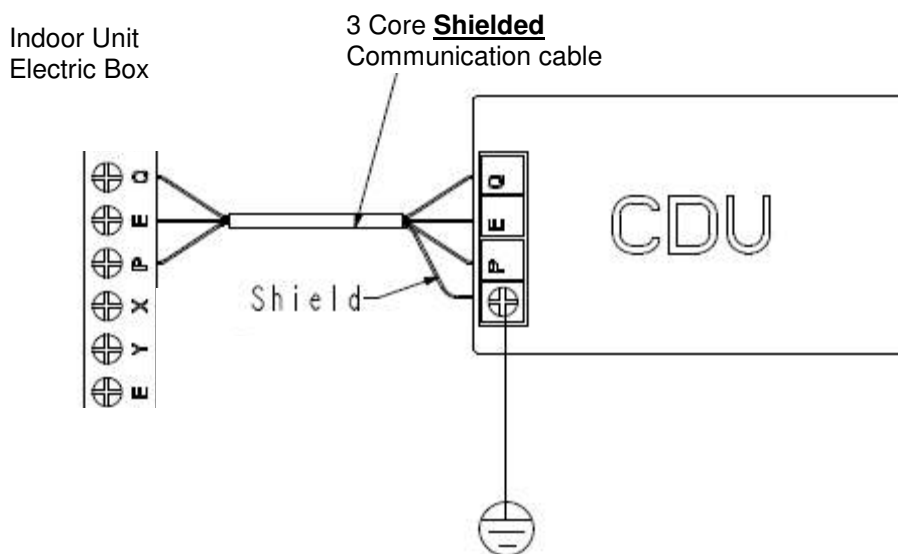 Indoor Unit
Electric Box
3 Core Shielded
Communication cable
Q
E
P
X
Y
E
Q
E
P
Shield
CDU